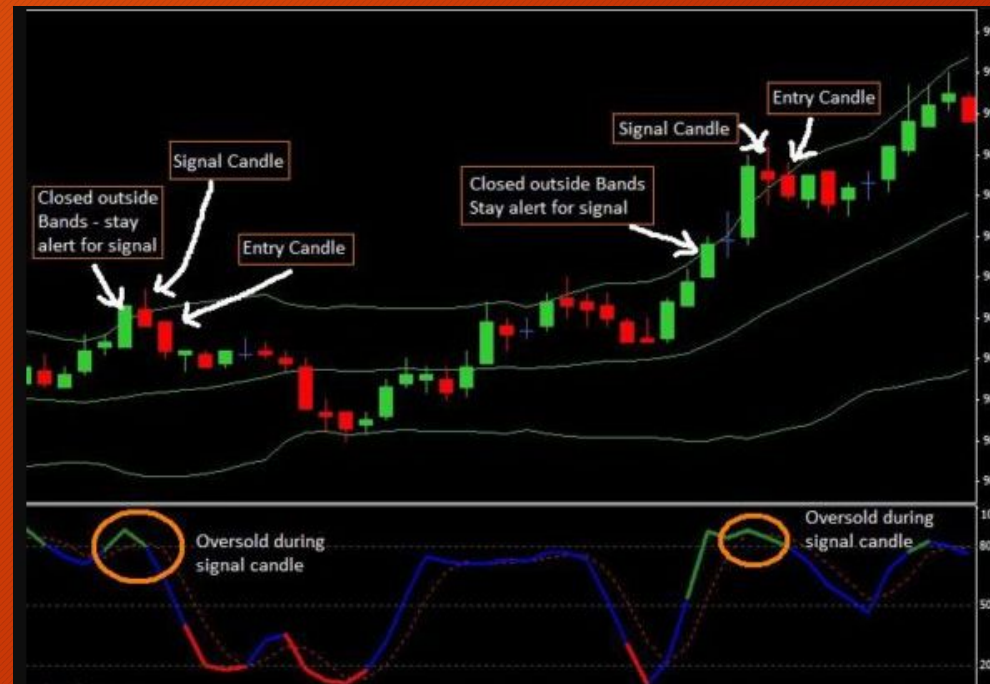 Signal Candle
Closed outside
Bands - stay
alert for signal
Entry Candle
Closed outside Bands
Stay alert for signal
Signal Candle
Entry Candle
Oversold during
signal candle
Oversold during
signal candle
80
50
20